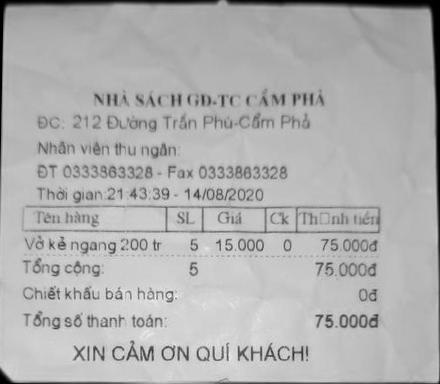 NHÀ SÁCH GD-TC CẨM PHẢ
ĐC: 212 Đường Trần Phú-Cẩm Phả
Nhân viên thu ngân:
ĐT 0333863328 - Fax 0333863328
Thời gian:21:43:39 - 14/08/2020
Tên hàng SL Giá Ck Th□nh tiền
Vở kẻ ngang 200 tr 5 15.000 0 75.000đ
Tổng cộng: 5 75.000đ
Chiết khấu bán hàng: 0đ
Tổng số thanh toán: 75.000đ
XIN CẢM ƠN QUÍ KHÁCH!